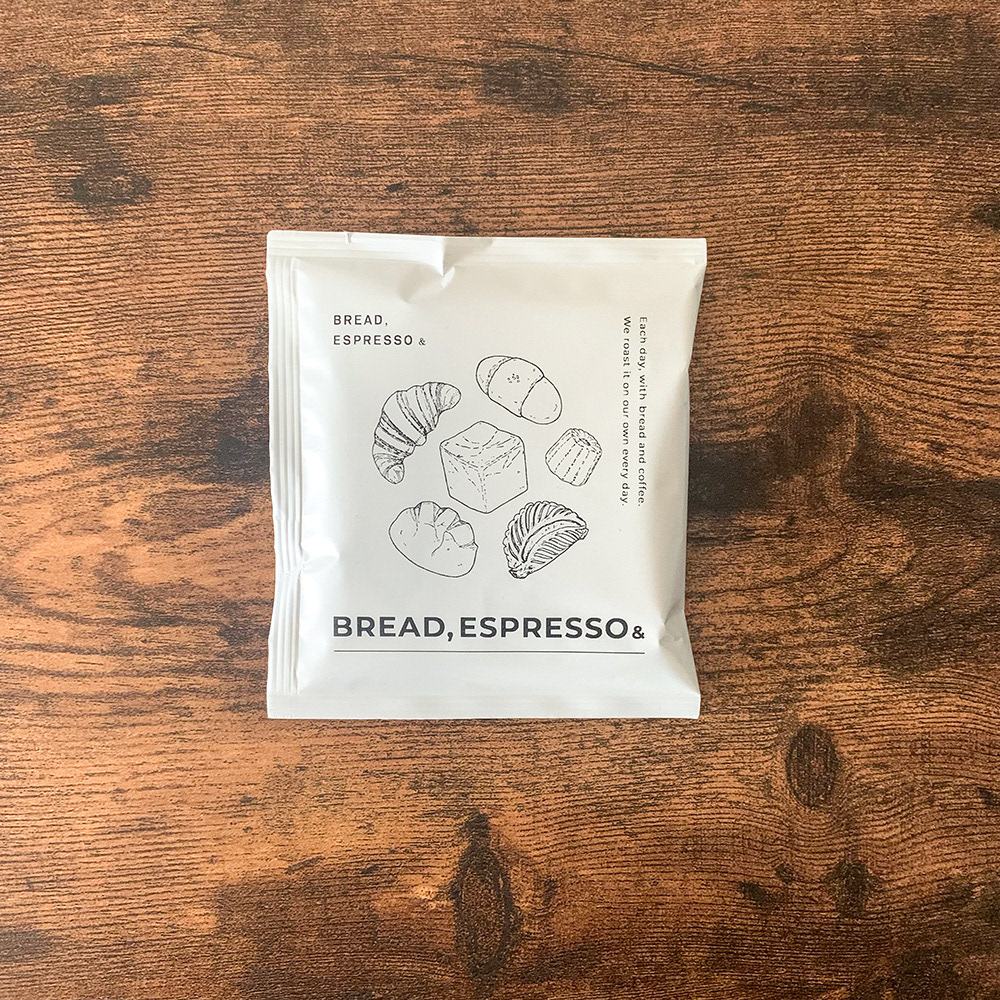 BREAD,
ESPRESSO &
Each day, with bread and coffee.
We roast it on our own every day.
BREAD, ESPRESSO &